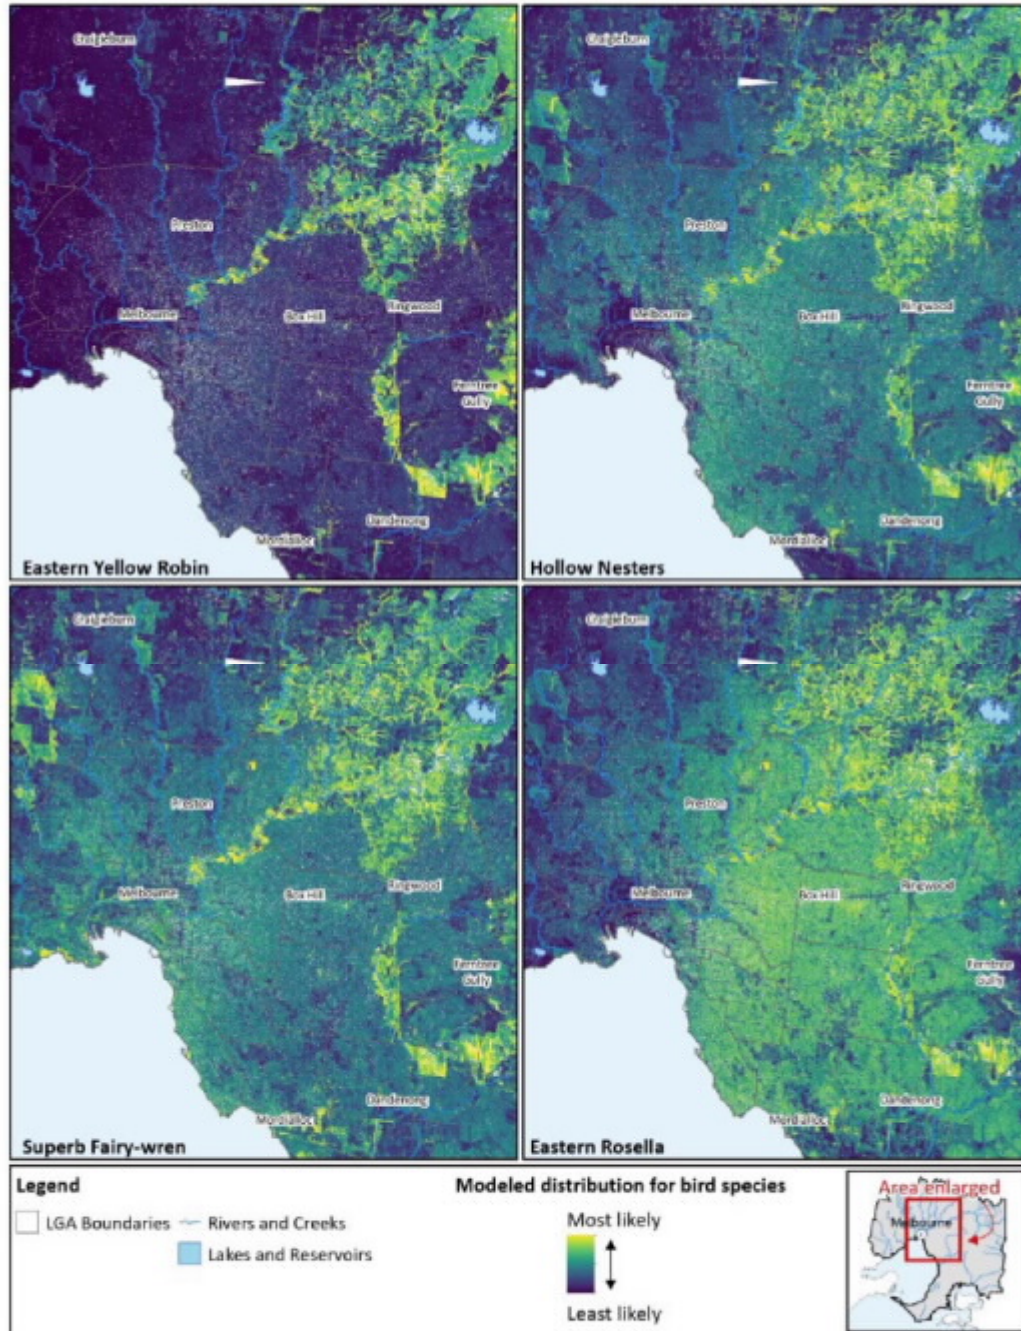 Craigieburn
Preston
Melbourne
Box Hill
Ringwood
Ferntree
Gully
Dandenong
Mordialloc
Eastern Yellow Robin
Craigieburn
Preston
Melbourne
Box Hill
Ringwood
Ferntree
Gully
Dandenong
Mordialloc
Hollow Nesters
Craigieburn
Preston
Melbourne
Box Hill
Ringwood
Ferntree
Gully
Dandenong
Mordialloc
Superb Fairy-wren
Craigieburn
Preston
Melbourne
Box Hill
Ringwood
Ferntree
Gully
Dandenong
Mordialloc
Eastern Rosella
Legend
LGA Boundaries
Rivers and Creeks
Lakes and Reservoirs
Modeled distribution for bird species
Most likely
Least likely
Area enlarged
Melbourne